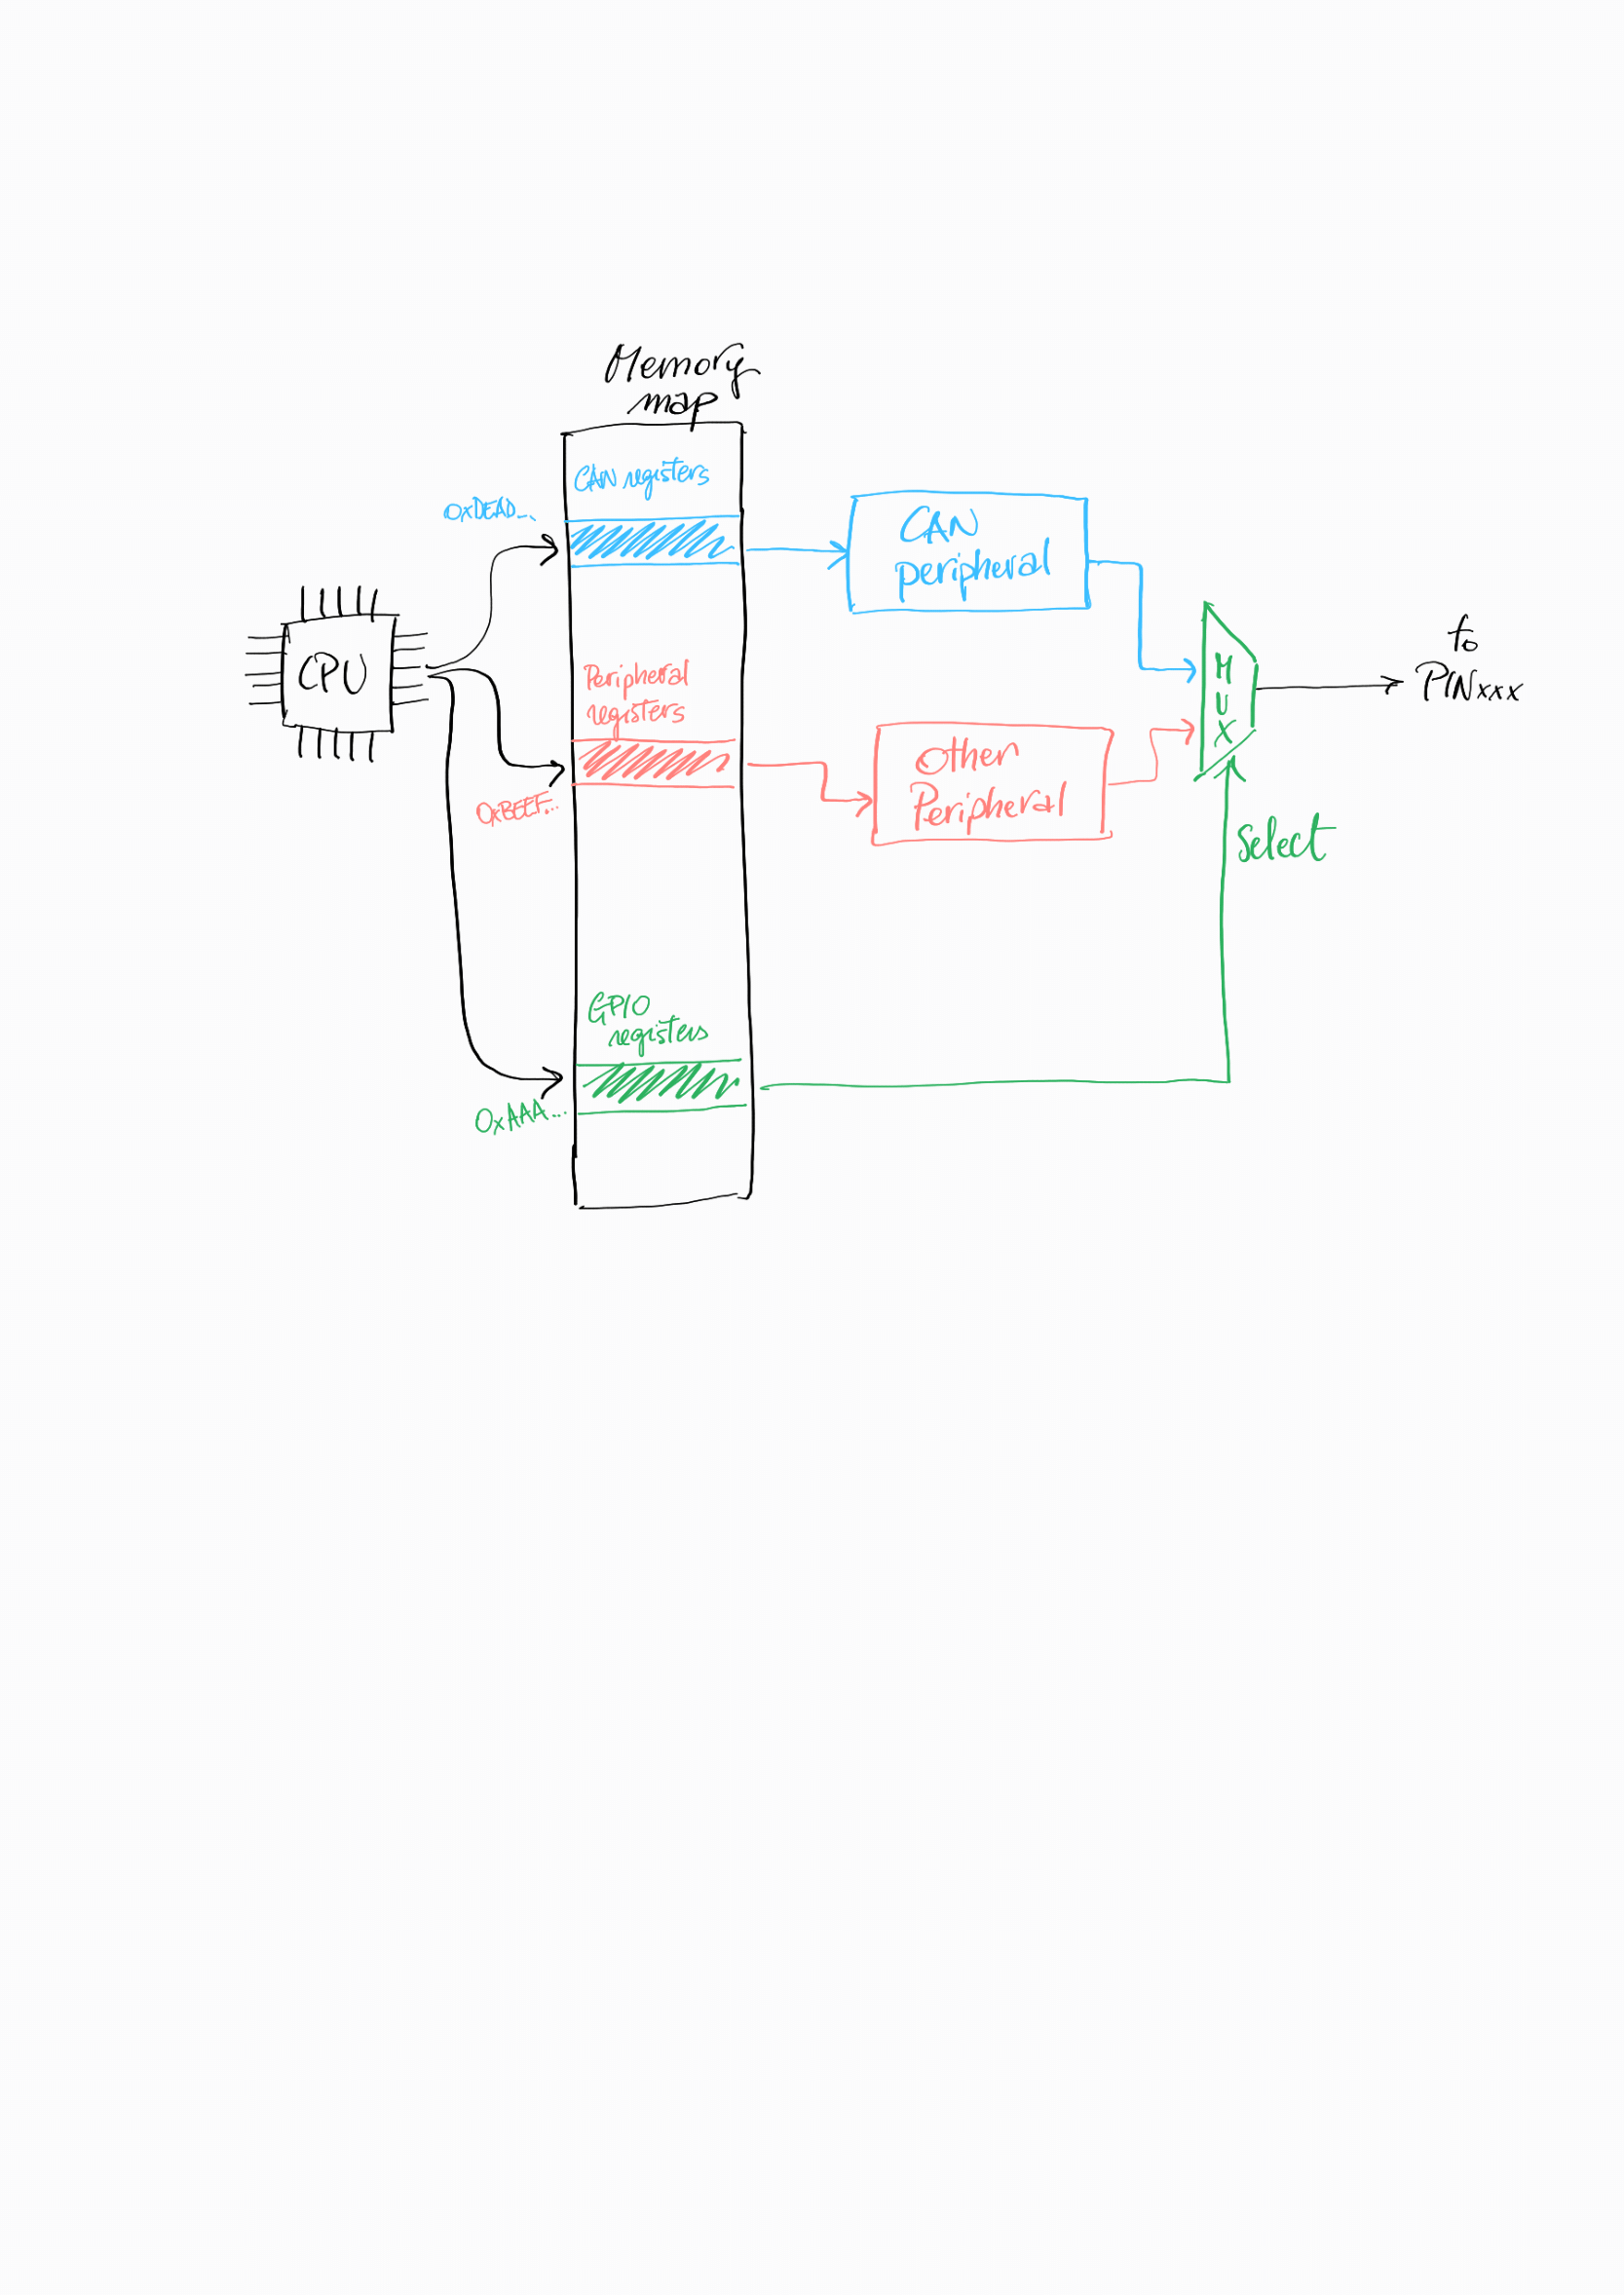 Memory
map
CAN registers
0xDEAD...
CAN
peripheral
CPU
Peripheral
registers
0xBEEF...
Other
Peripheral
M
U
X
to
PINxxx
Select
GPIO
registers
0xAAA...